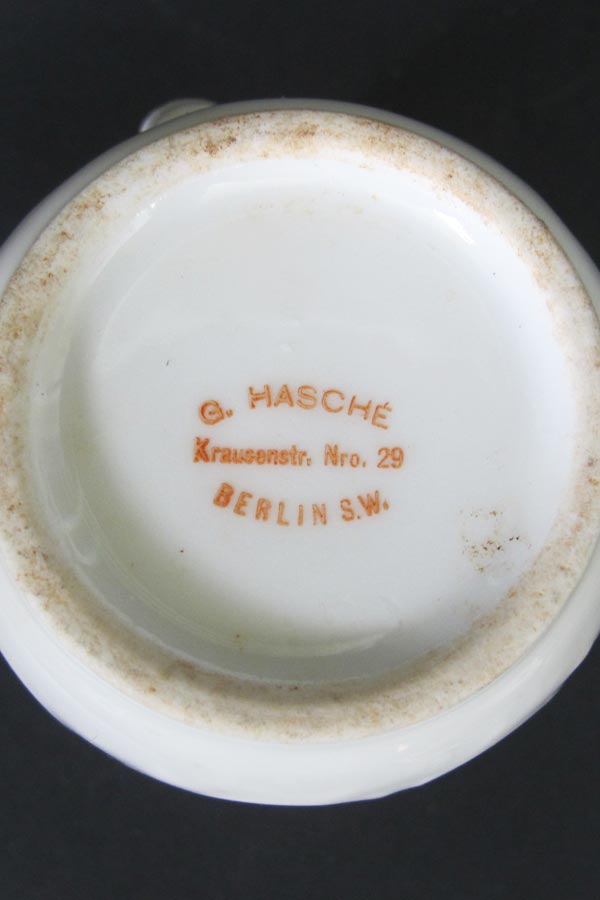 G. HASCHÉ
Krausenstr. Nro. 29
BERLIN S.W.